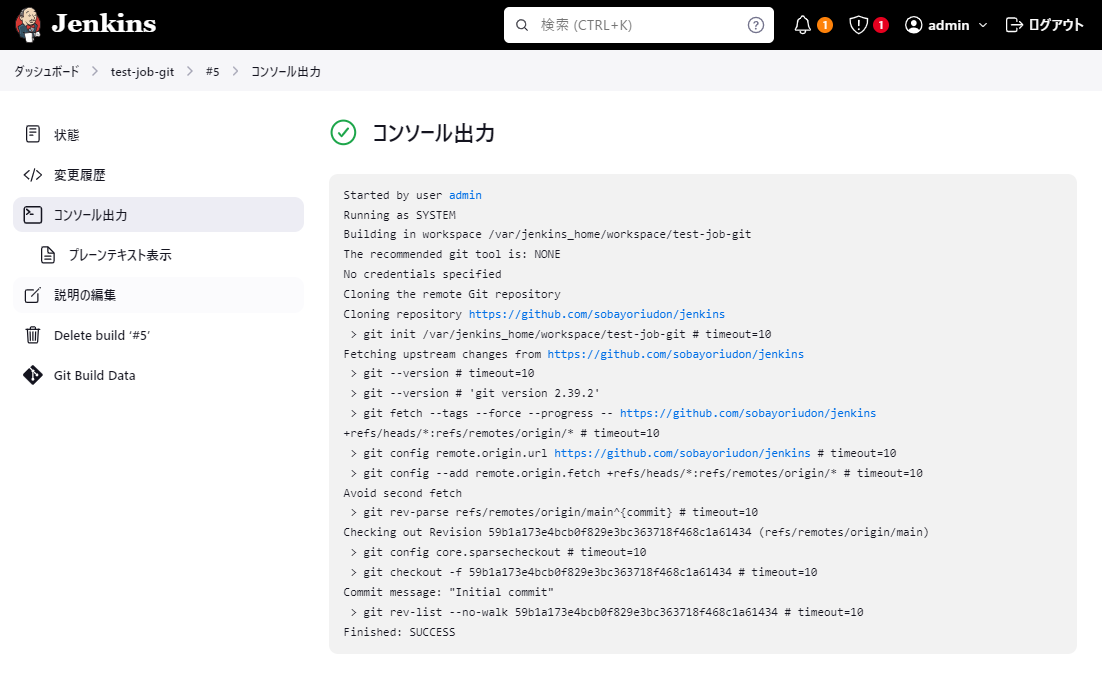 Jenkins
検索 (CTRL+K)
1
1
admin
ログアウト
ダッシュボード
test-job-git
#5
コンソール出力
状態
変更履歴
コンソール出力
プレーンテキスト表示
説明の編集
Delete build ‘#5’
Git Build Data
コンソール出力
Started by user admin
Running as SYSTEM
Building in workspace /var/jenkins_home/workspace/test-job-git
The recommended git tool is: NONE
No credentials specified
Cloning the remote Git repository
Cloning repository https://github.com/sobayoriudon/jenkins
 > git init /var/jenkins_home/workspace/test-job-git # timeout=10
Fetching upstream changes from https://github.com/sobayoriudon/jenkins
 > git --version # timeout=10
 > git --version # 'git version 2.39.2'
 > git fetch --tags --force --progress -- https://github.com/sobayoriudon/jenkins
+refs/heads/*:refs/remotes/origin/* # timeout=10
 > git config remote.origin.url https://github.com/sobayoriudon/jenkins # timeout=10
 > git config --add remote.origin.fetch +refs/heads/*:refs/remotes/origin/* # timeout=10
Avoid second fetch
 > git rev-parse refs/remotes/origin/main^{commit} # timeout=10
Checking out Revision 59b1a173e4bcb0f829e3bc363718f468c1a61434 (refs/remotes/origin/main)
 > git config core.sparsecheckout # timeout=10
 > git checkout -f 59b1a173e4bcb0f829e3bc363718f468c1a61434 # timeout=10
Commit message: "Initial commit"
 > git rev-list --no-walk 59b1a173e4bcb0f829e3bc363718f468c1a61434 # timeout=10
Finished: SUCCESS